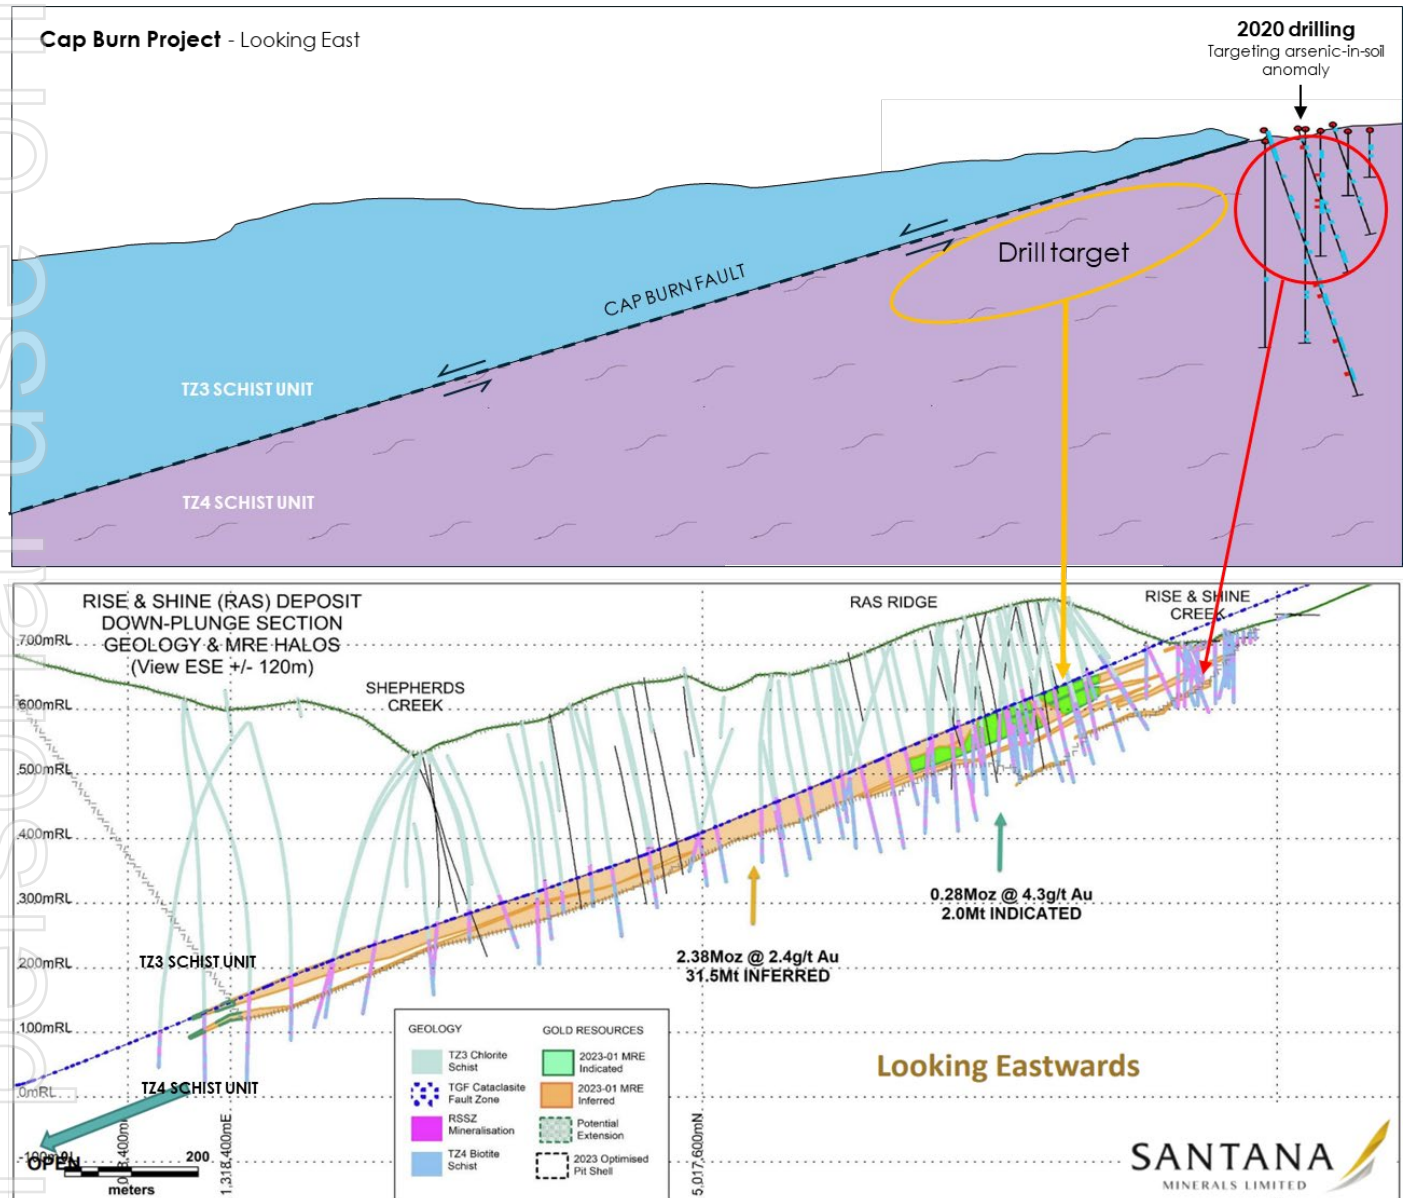 Cap Burn Project - Looking East
2020 drilling
Targeting arsenic-in-soil
anomaly
Drill target
CAP BURN FAULT
TZ3 SCHIST UNIT
TZ4 SCHIST UNIT
RISE & SHINE (RAS) DEPOSIT
DOWN-PLUNGE SECTION
GEOLOGY & MRE HALOS
(View ESE +/- 120m)
RAS RIDGE
RISE & SHINE
CREEK
SHEPHERDS
CREEK
700mRL
600mRL
500mRL
400mRL
300mRL
200mRL
100mRL
0mRL
TZ3 SCHIST UNIT
TZ4 SCHIST UNIT
0.28Moz @ 4.3g/t Au
2.0Mt INDICATED
2.38Moz @ 2.4g/t Au
31.5Mt INFERRED
Looking Eastwards
GEOLOGY
TZ3 Chlorite
Schist
TGF Cataclasite
Fault Zone
RSSZ
Mineralisation
TZ4 Biotite
Schist
GOLD RESOURCES
2023-01 MRE
Indicated
2023-01 MRE
Inferred
Potential
Extension
2023 Optimised
Pit Shell
OPEN
200
meters
1,318,400mE
5,017,600mN
SANTANA
MINERALS LIMITED